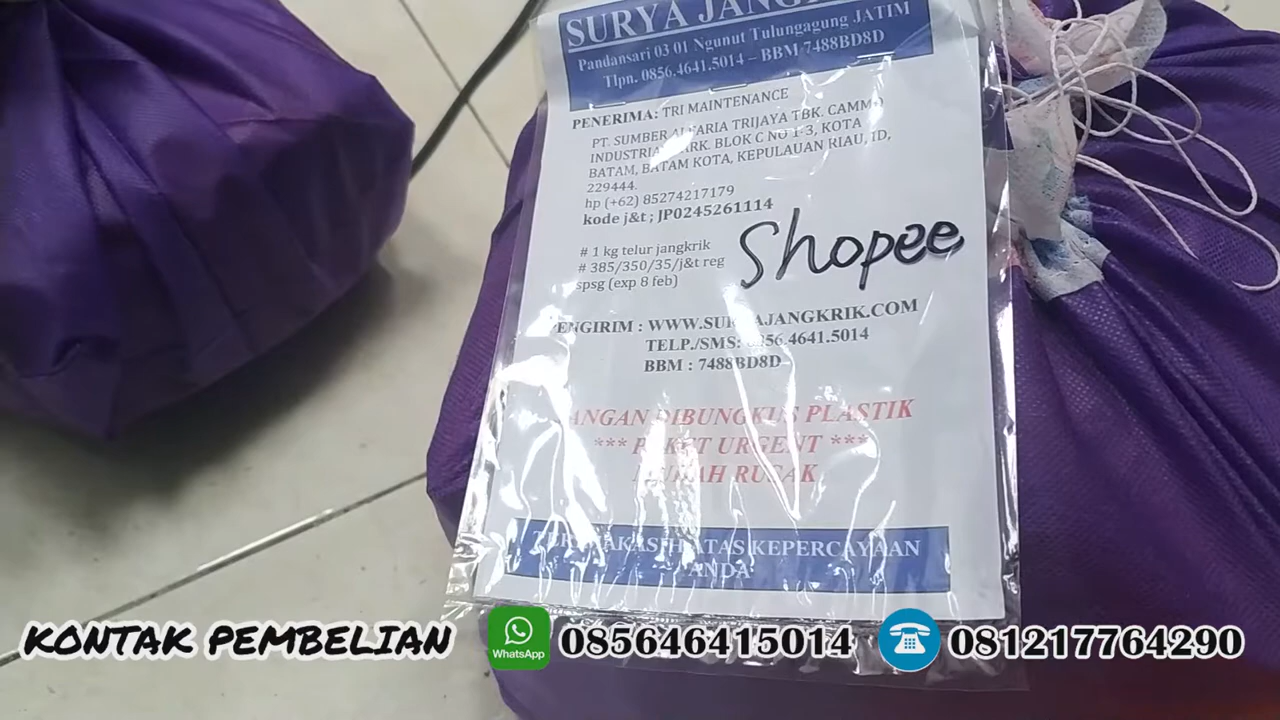 SURYA
Pandansari 03 01 Ngunut Tulungagung JATIM
Tlpn. 0856.4641.5014 – BBM 7488BD8D
PENERIMA: TRI MAINTENANCE
PT. SUMBER ALFARIA TRIJAYA TBK. CAMMO
INDUSTRIAL PARK. BLOK C NO 1-3, KOTA
BATAM, BATAM KOTA, KEPULAUAN RIAU, ID,
229444.
hp (+62) 85274217179
kode j&t ; JP0245261114
# 1 kg telur jangkrik
# 385/350/35/j&t reg
spsg (exp 8 feb)
Shopee
PENGIRIM : WWW.SURYAJANGKRIK.COM
TELP./SMS: 0856.4641.5014
BBM : 7488BD8D
JANGAN DIBUNGKUS PLASTIK
*** PAKET URGENT ***
MUDAH RUSAK
TERIMAKASIH ATAS KEPERCAYAAN
ANDA
KONTAK PEMBELIAN WhatsApp 085646415014 081217764290